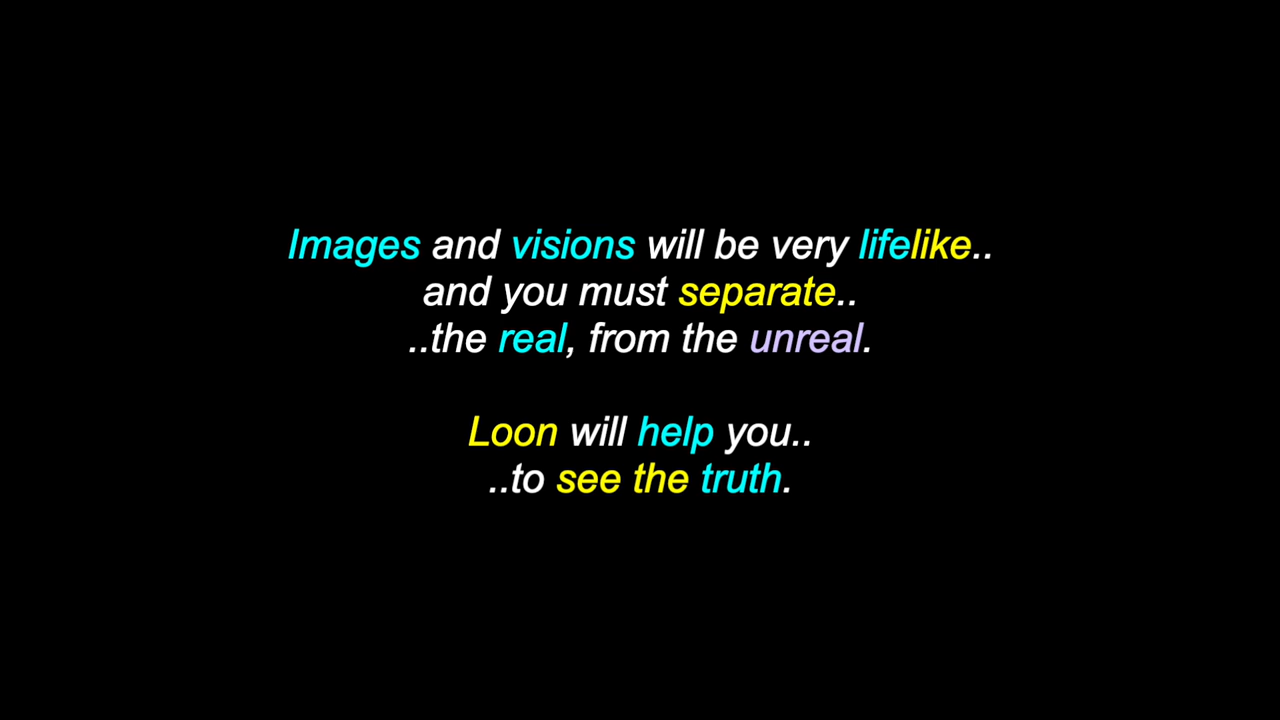 Images and visions will be very lifelike..
and you must separate..
..the real, from the unreal.
Loon will help you..
..to see the truth.